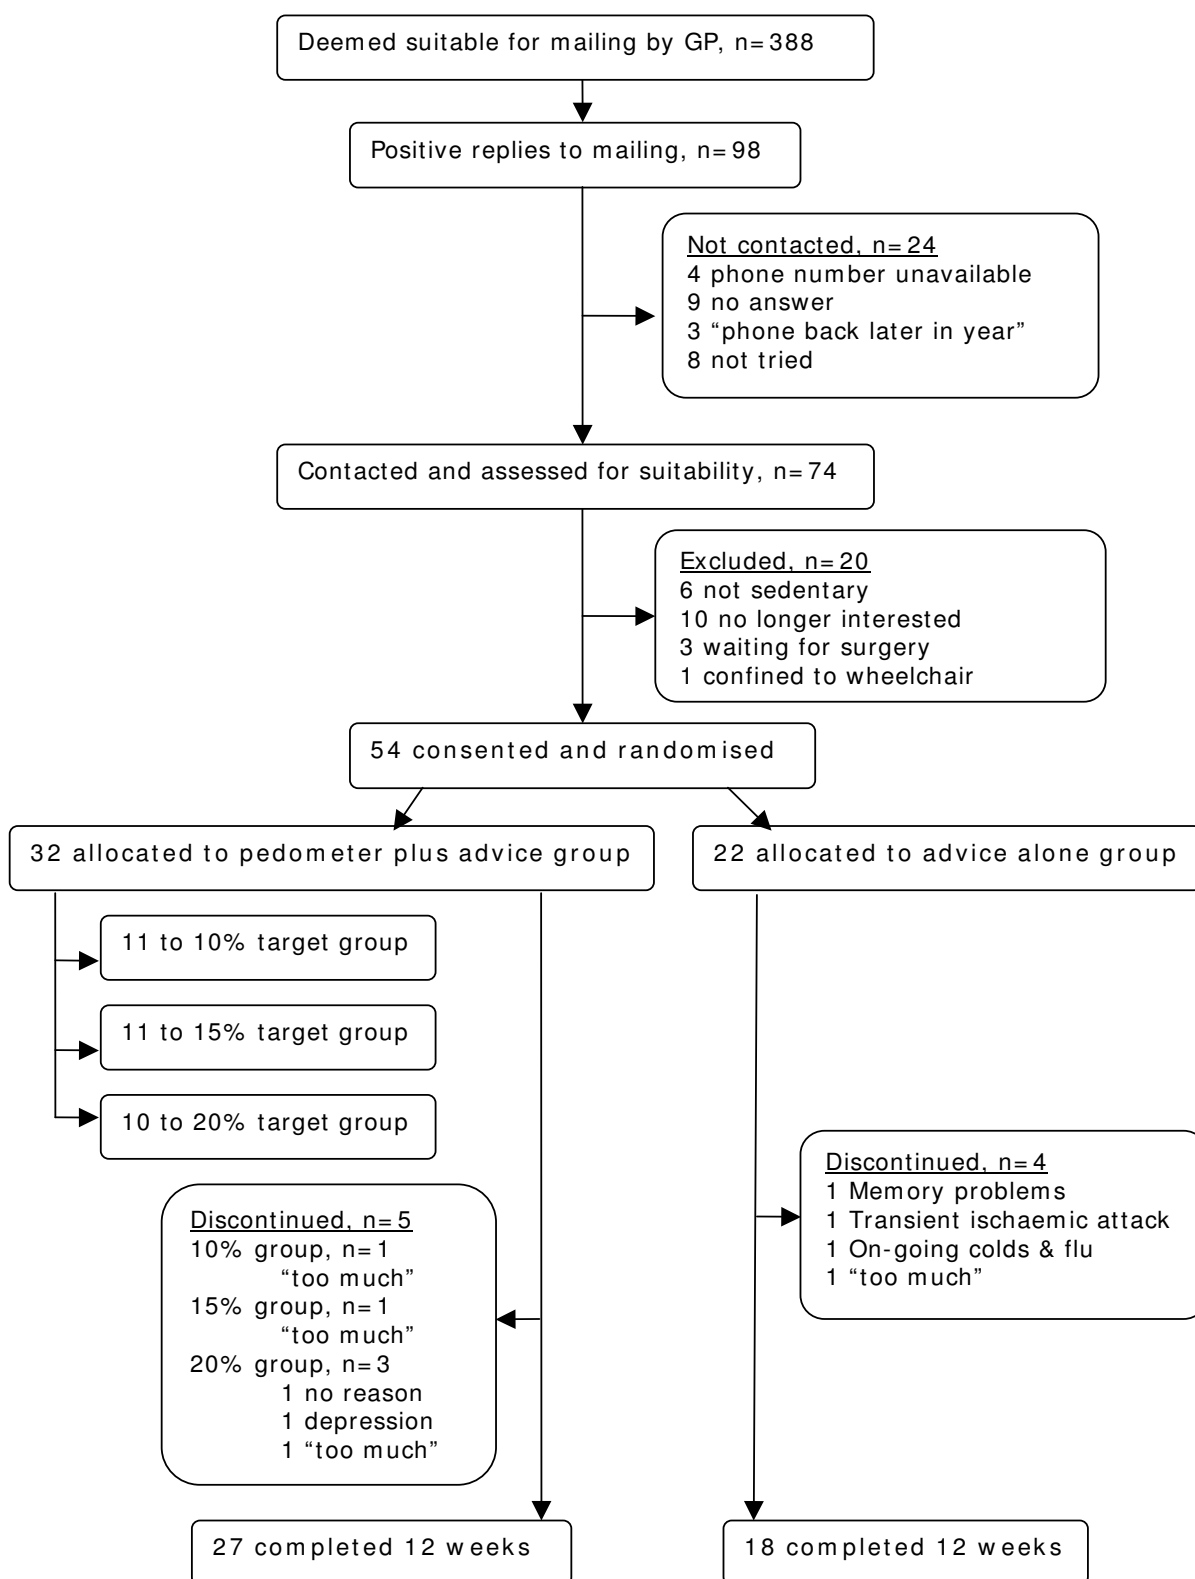 Deemed suitable for mailing by GP, n=388
Positive replies to mailing, n=98
Not contacted, n=24
4 phone number unavailable
9 no answer
3 “phone back later in year”
8 not tried
Contacted and assessed for suitability, n=74
Excluded, n=20
6 not sedentary
10 no longer interested
3 waiting for surgery
1 confined to wheelchair
54 consented and randomised
32 allocated to pedometer plus advice group
22 allocated to advice alone group
11 to 10% target group
11 to 15% target group
10 to 20% target group
Discontinued, n=4
1 Memory problems
1 Transient ischaemic attack
1 On-going colds & flu
1 “too much”
Discontinued, n=5
10% group, n=1
“too much”
15% group, n=1
“too much”
20% group, n=3
1 no reason
1 depression
1 “too much”
27 completed 12 weeks
18 completed 12 weeks